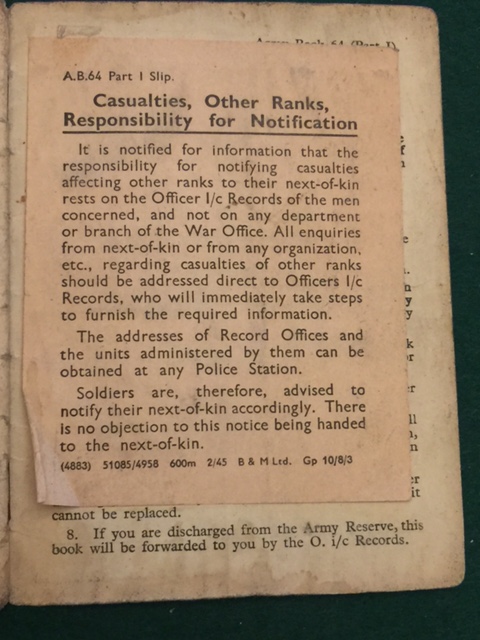 Army Book 64 (Part I)
A.B.64 Part I Slip.
Casualties, Other Ranks,
Responsibility for Notification
It is notified for information that the
responsibility for notifying casualties
affecting other ranks to their next-of-kin
rests on the Officer I/c Records of the men
concerned, and not on any department
or branch of the War Office. All enquiries
from next-of-kin or from any organization,
etc., regarding casualties of other ranks
should be addressed direct to Officers I/c
Records, who will immediately take steps
to furnish the required information.
The addresses of Record Offices and
the units administered by them can be
obtained at any Police Station.
Soldiers are, therefore, advised to
notify their next-of-kin accordingly. There
is no objection to this notice being handed
to the next-of-kin.
(4883) 51085/4958 600m 2/45 B & M Ltd. Gp 10/8/3
it
cannot be replaced.
8. If you are discharged from the Army Reserve, this
book will be forwarded to you by the O. i/c Records.